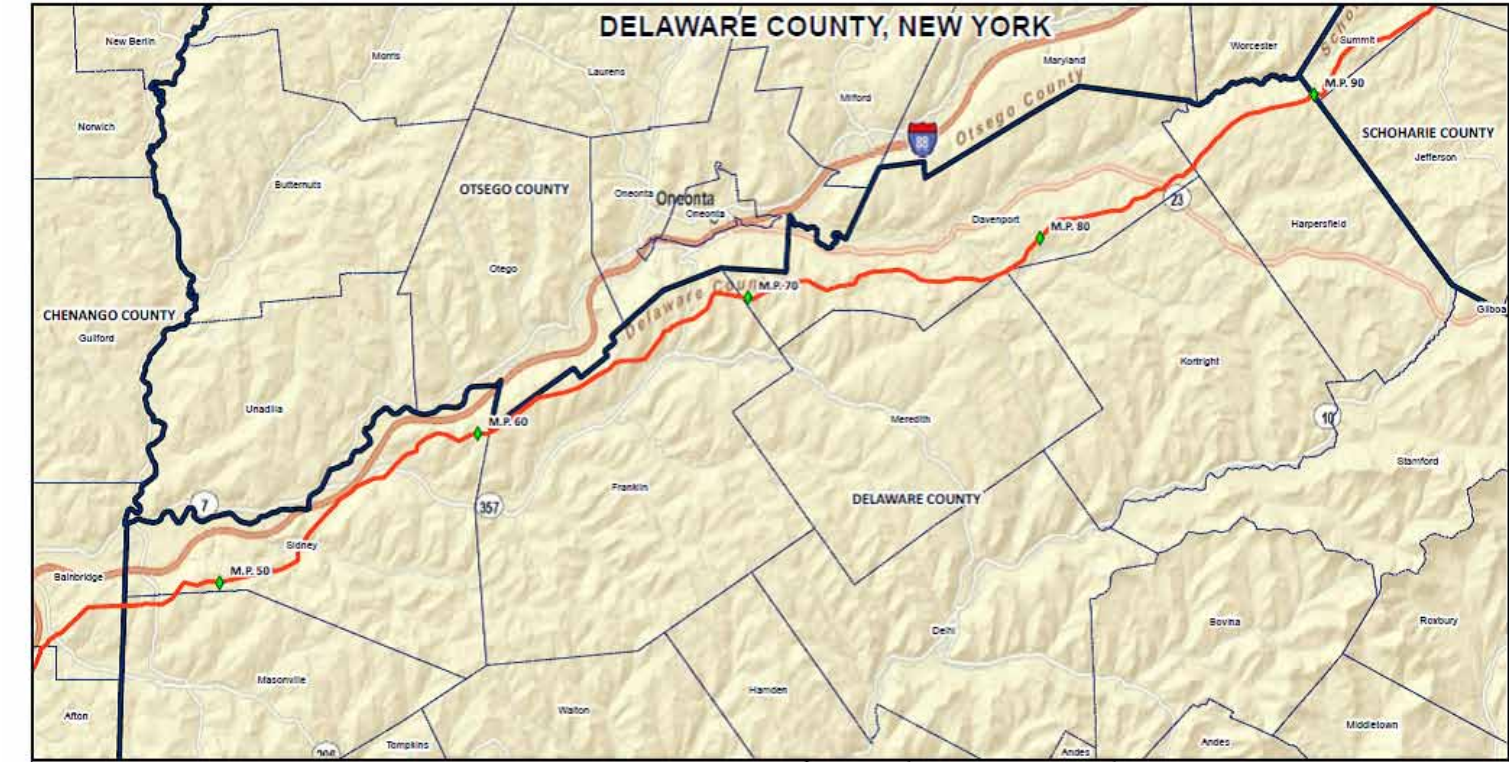 DELAWARE COUNTY, NEW YORK
New Berlin
Morris
Laurens
Maryland
Worcester
Summit
Milford
M.P. 90
Norwich
88
Otsego County
SCHOHARIE COUNTY
Jefferson
Butternuts
OTSEGO COUNTY
Oneonta
Oneonta
Oneonta
23
Davenport
M.P. 80
Harpersfield
Otego
M.P. 70
Delaware Coun
CHENANGO COUNTY
Guilford
Gilboa
Kortright
Unadilla
M.P. 60
Meredith
10
Stamford
Franklin
DELAWARE COUNTY
7
357
Sidney
Bainbridge
M.P. 50
Delhi
Bovina
Roxbury
Masonville
Hamden
Walton
Afton
Middletown
Tompkins
Andes
Andes